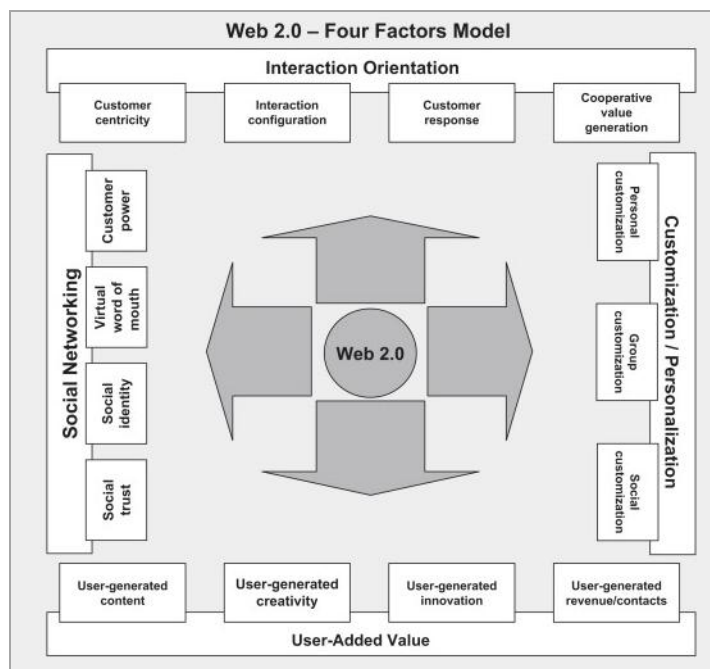 Web 2.0 – Four Factors Model
Interaction Orientation
Customer
centricity
Interaction
configuration
Customer
response
Cooperative
value
generation
Social Networking
Customer
power
Virtual
word of
mouth
Social
identity
Social
trust
Web 2.0
Personal
customization
Group
customization
Social
customization
Customization / Personalization
User-generated
content
User-generated
creativity
User-generated
innovation
User-generated
revenue/contacts
User-Added Value